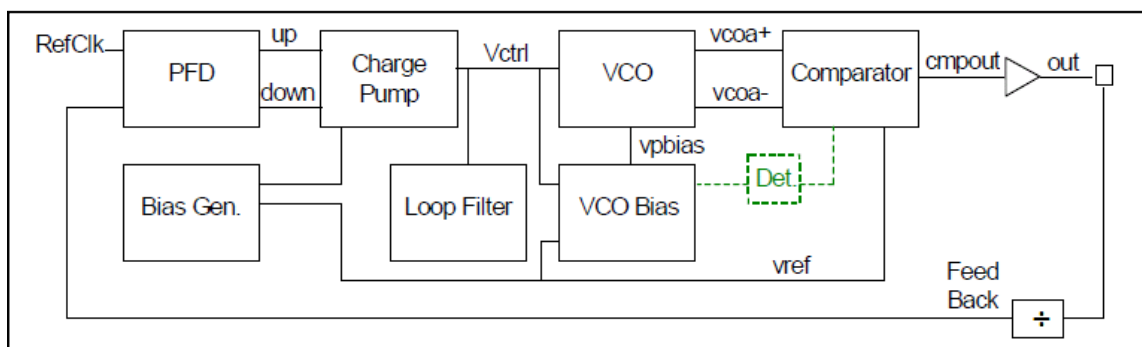 RefClk
PFD
up
down
Charge
Pump
Vctrl
VCO
vcoa+
vcoa-
Comparator
cmpout
out
vpbias
Bias Gen.
Loop Filter
VCO Bias
Det.
vref
Feed
Back
÷